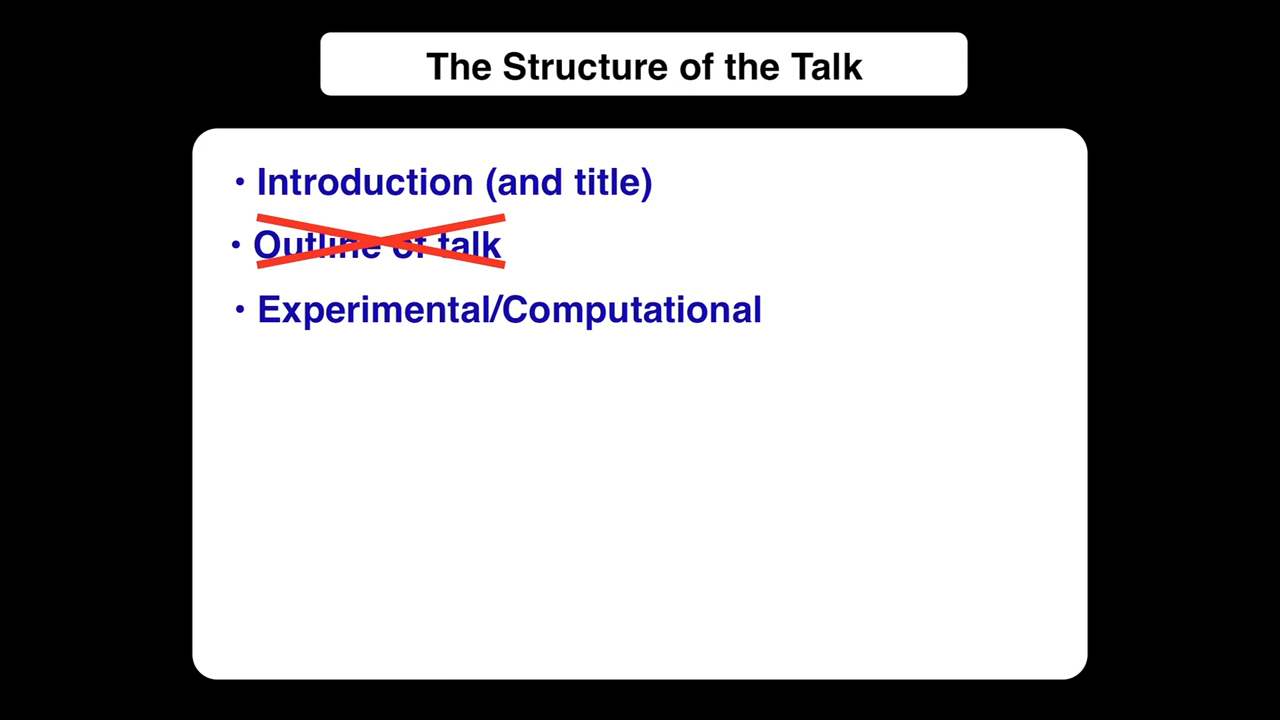 The Structure of the Talk
• Introduction (and title)
• Outline of talk
• Experimental/Computational